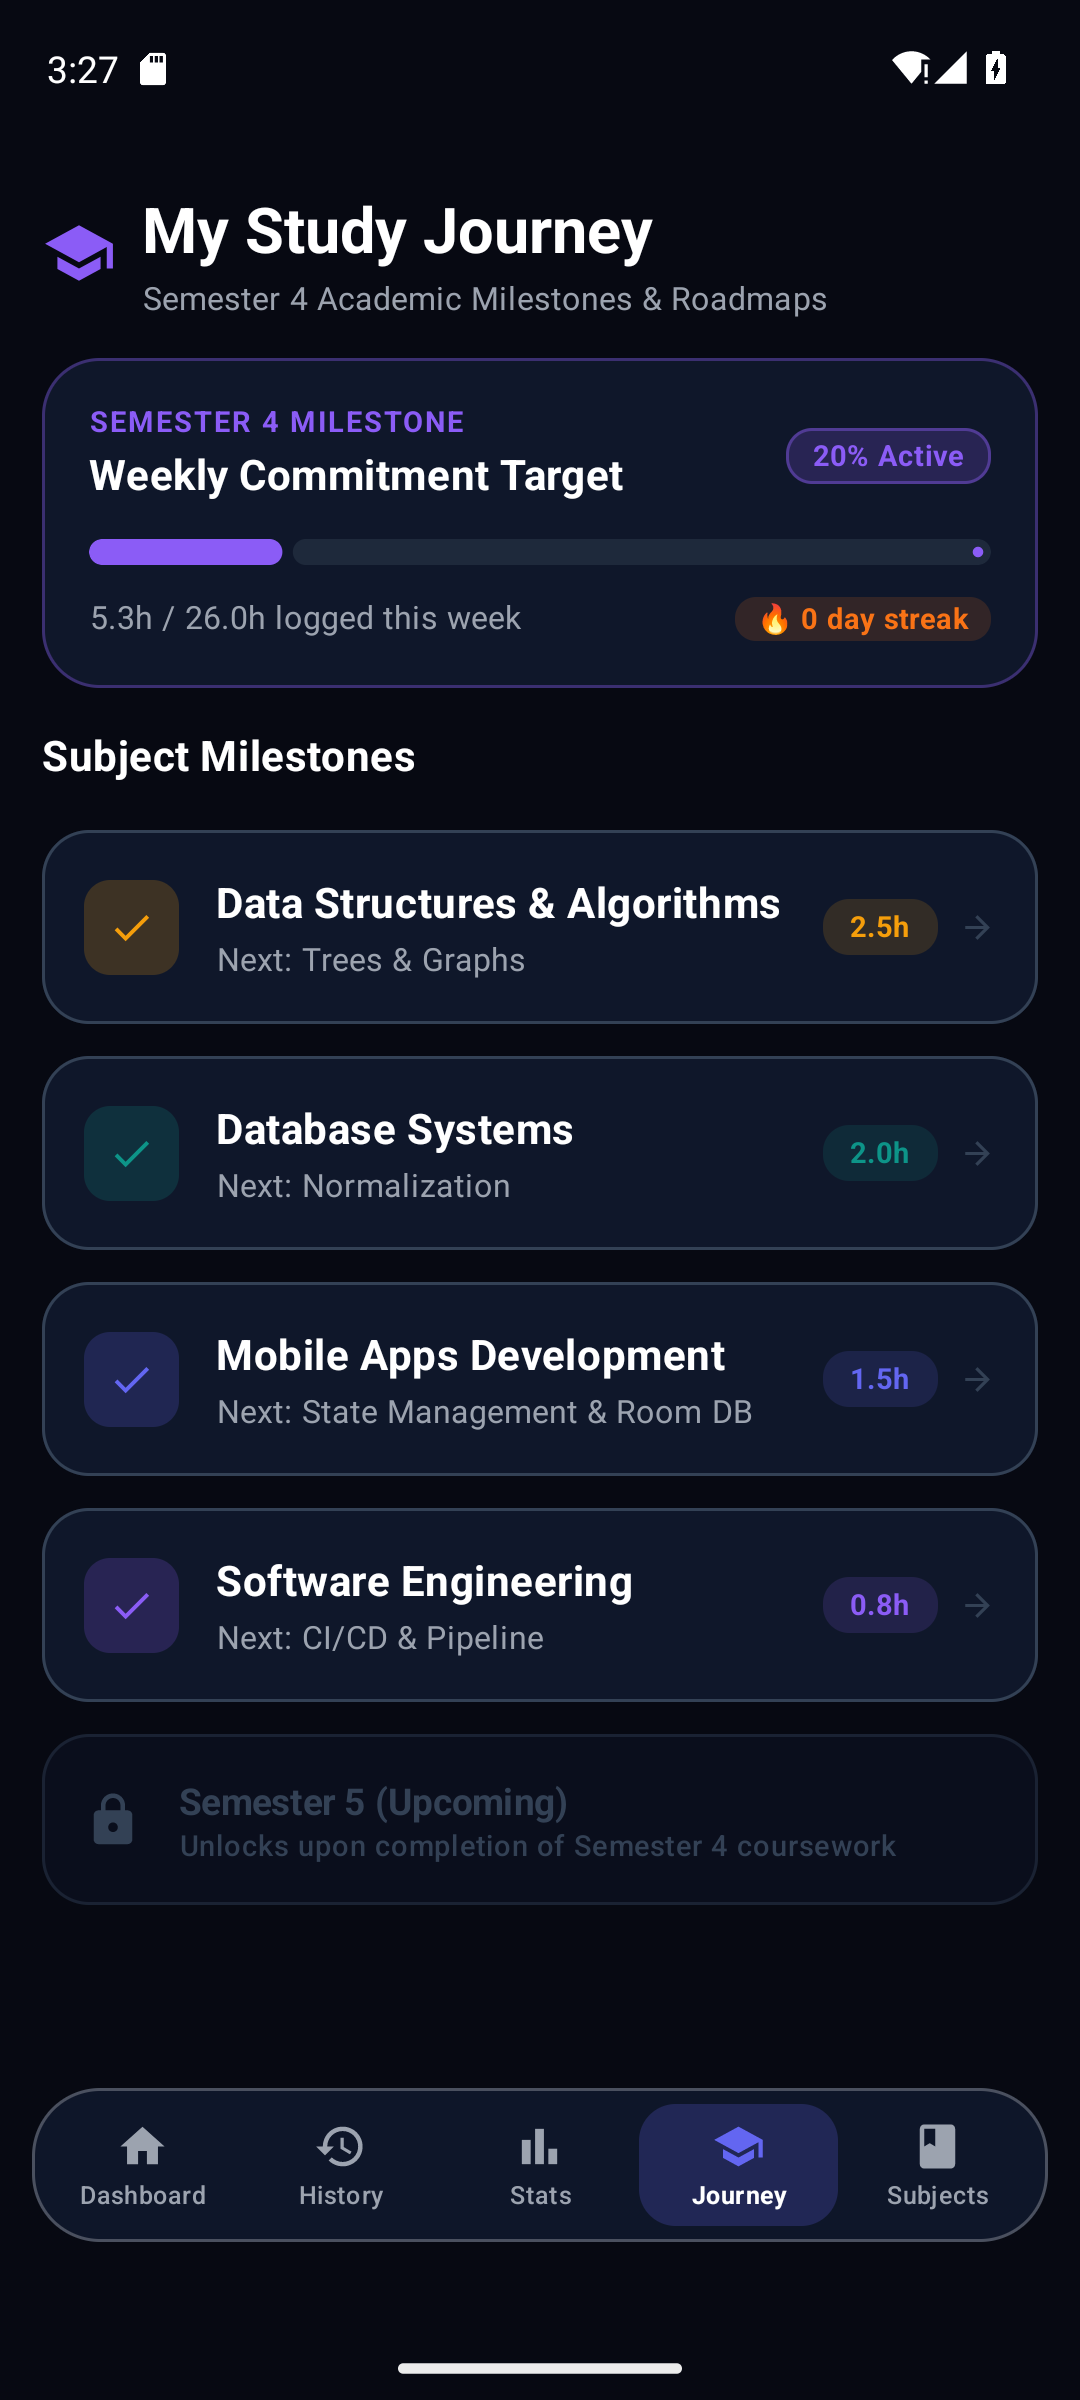 3:27
My Study Journey
Semester 4 Academic Milestones & Roadmaps
SEMESTER 4 MILESTONE
Weekly Commitment Target
20% Active
5.3h / 26.0h logged this week
🔥 0 day streak
Subject Milestones
Data Structures & Algorithms
Next: Trees & Graphs
2.5h
Database Systems
Next: Normalization
2.0h
Mobile Apps Development
Next: State Management & Room DB
1.5h
Software Engineering
Next: CI/CD & Pipeline
0.8h
Semester 5 (Upcoming)
Unlocks upon completion of Semester 4 coursework
Dashboard
History
Stats
Journey
Subjects